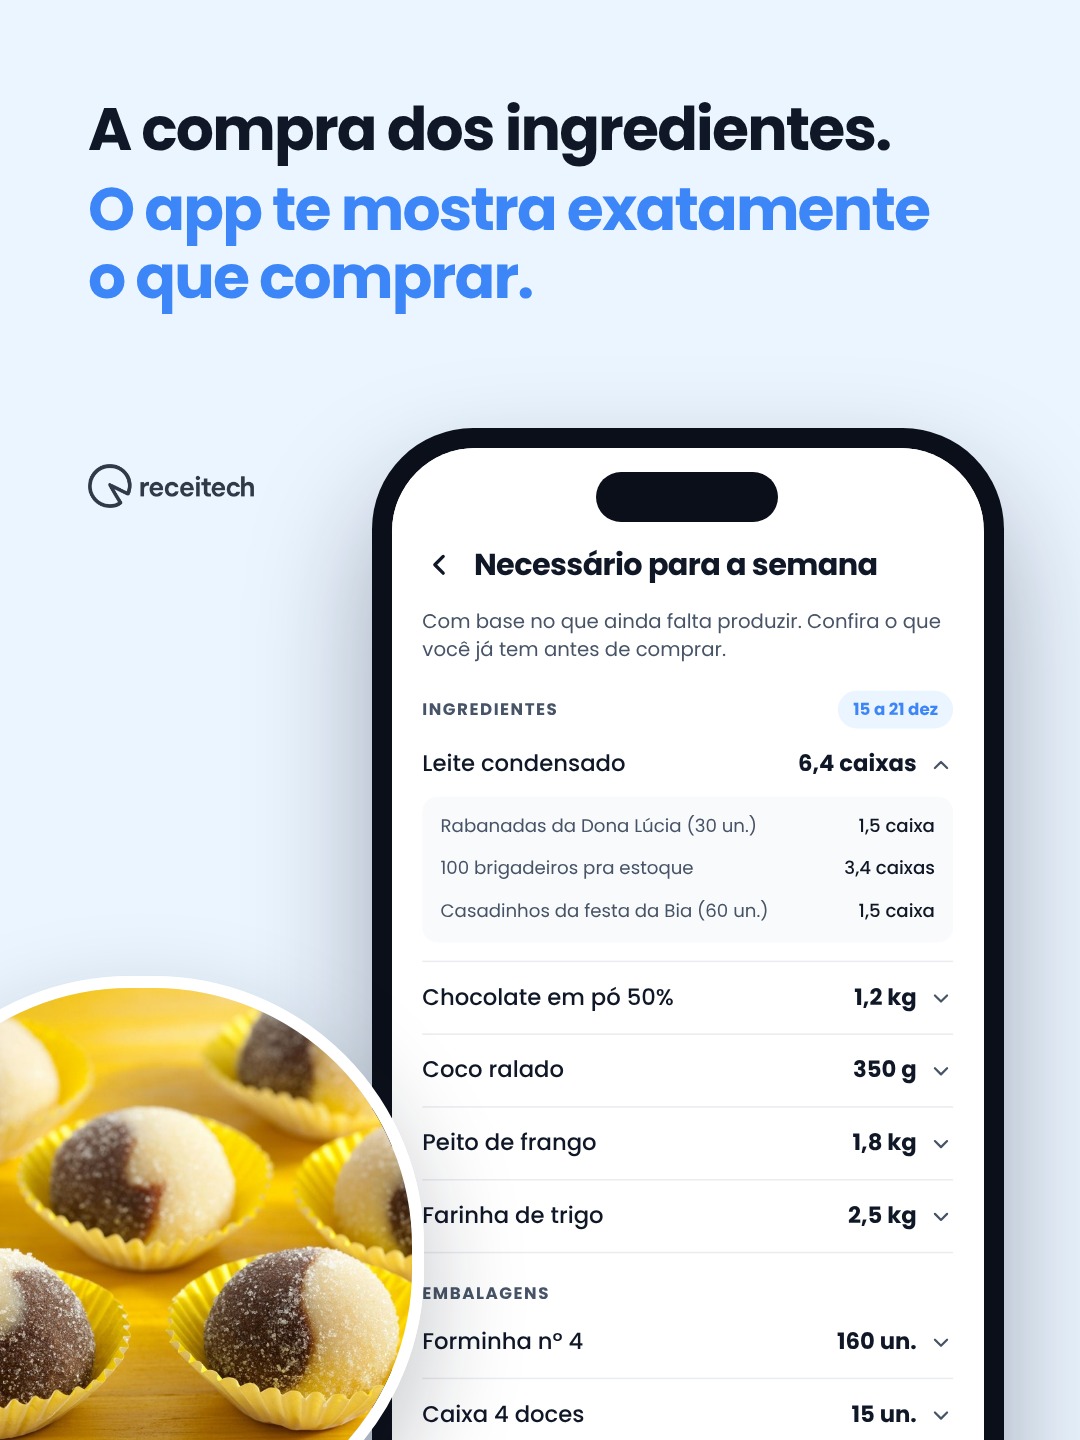 A compra dos ingredientes.
O app te mostra exatamente
o que comprar.
receitech
Necessário para a semana
Com base no que ainda falta produzir. Confira o que
você já tem antes de comprar.
INGREDIENTES 15 a 21 dez
Leite condensado 6,4 caixas
Rabanadas da Dona Lúcia (30 un.) 1,5 caixa
100 brigadeiros pra estoque 3,4 caixas
Casadinhos da festa da Bia (60 un.) 1,5 caixa
Chocolate em pó 50% 1,2 kg
Coco ralado 350 g
Peito de frango 1,8 kg
Farinha de trigo 2,5 kg
EMBALAGENS
Forminha nº 4 160 un.
Caixa 4 doces 15 un.